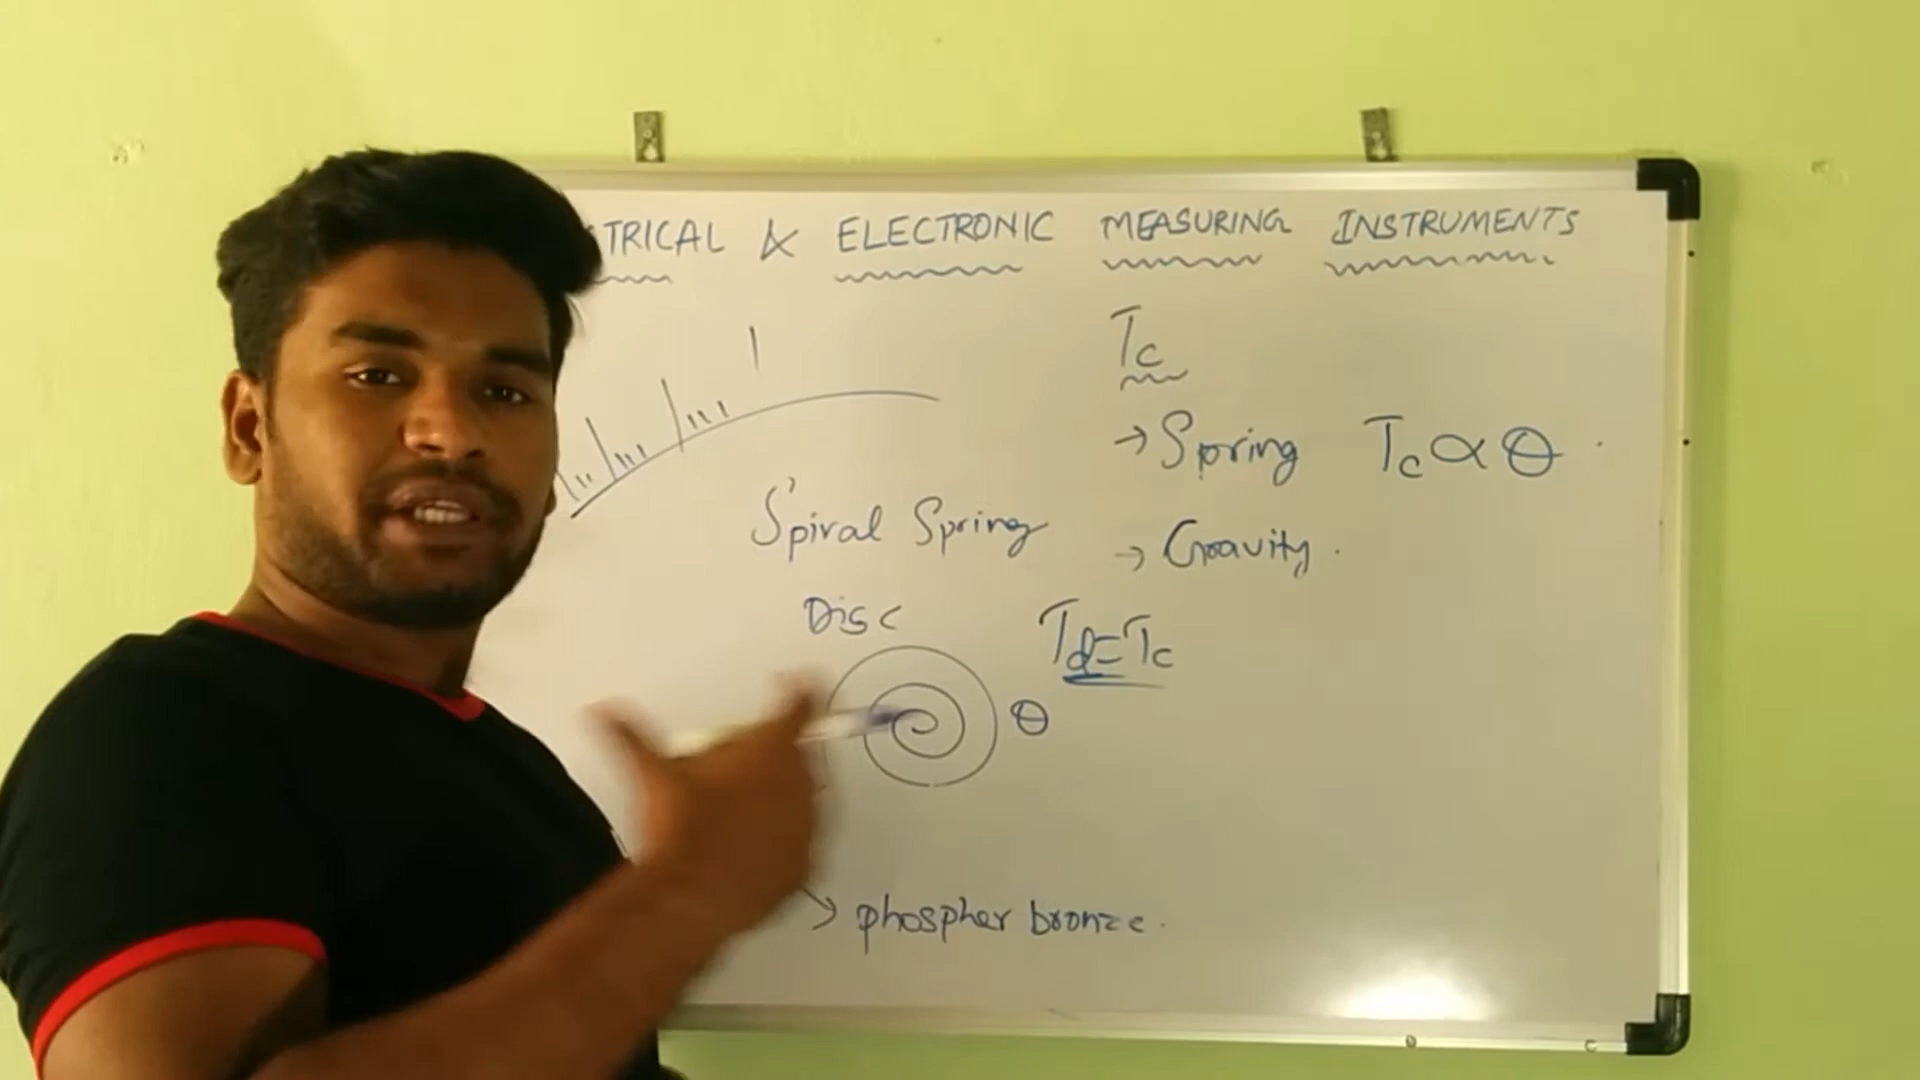 TRICAL & ELECTRONIC MEASURING INSTRUMENTS
Tc
→ Spring Tc ∝ θ
Spiral Spring
→ Gravity.
Disc
Td = Tc
θ
→ phospher bronze.